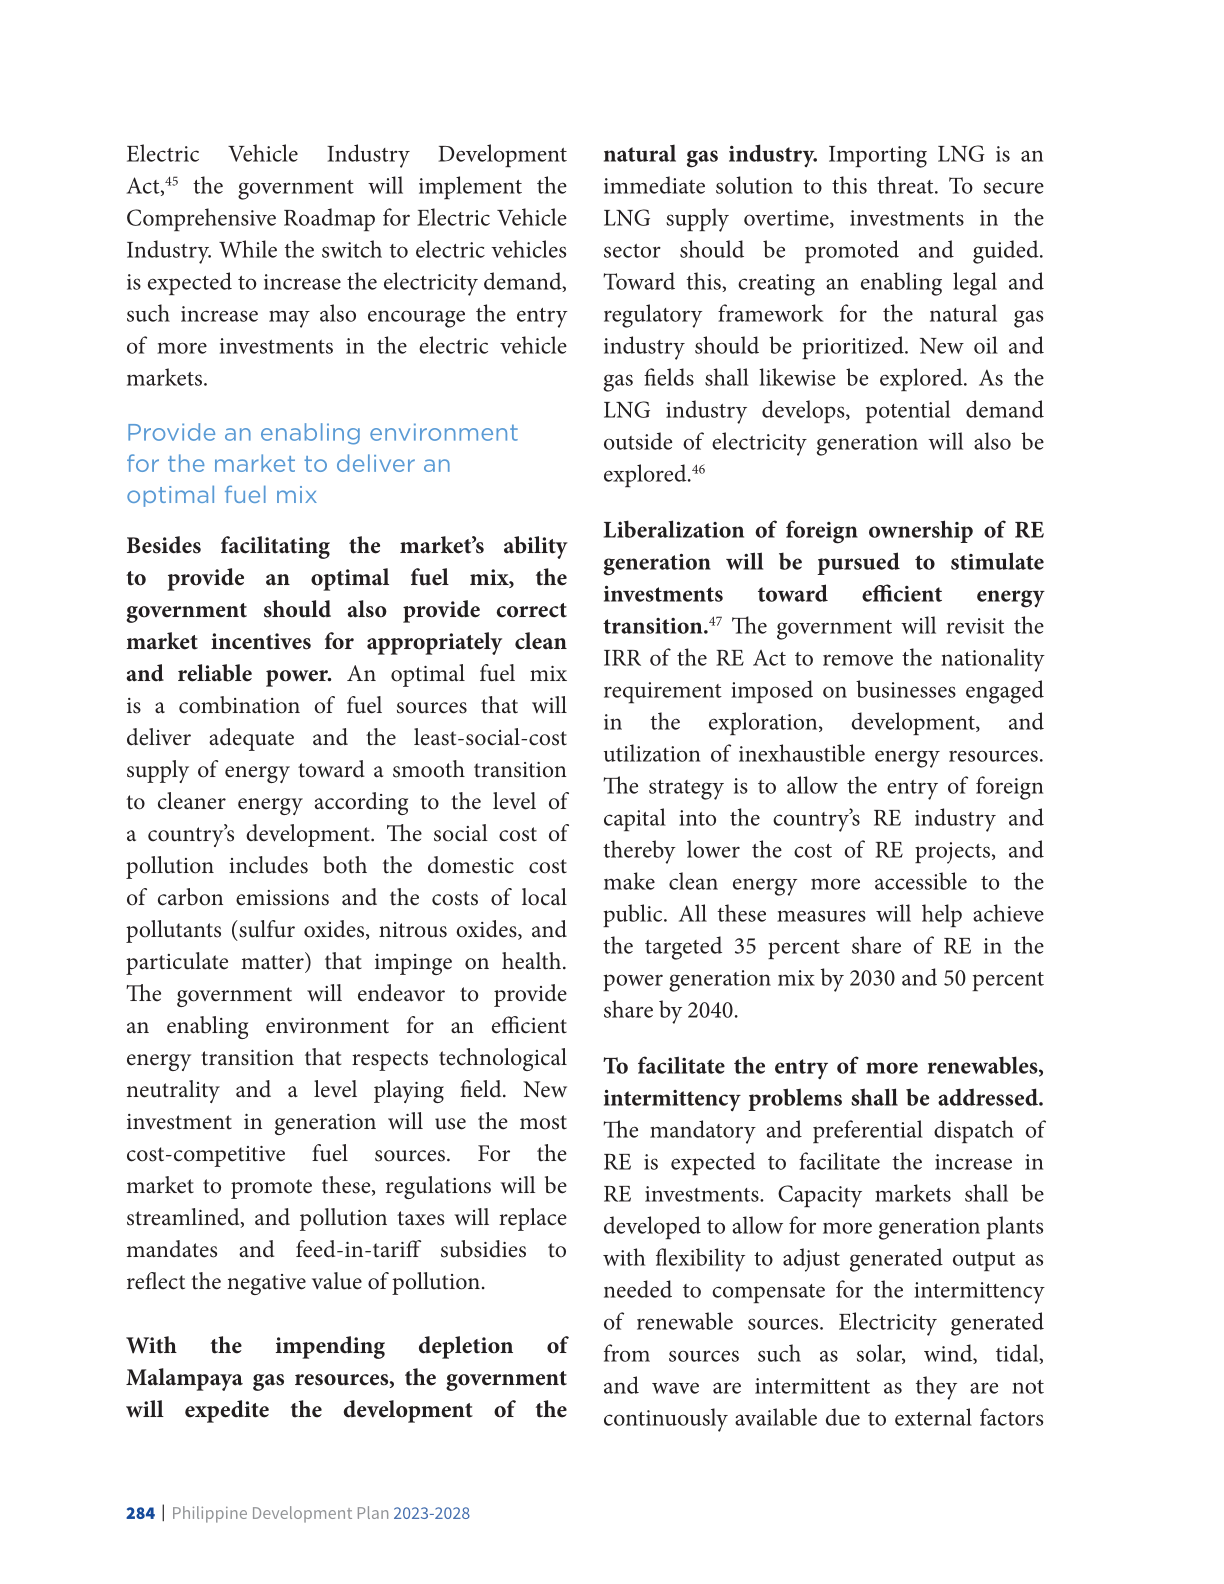 Electric Vehicle Industry Development
Act,45 the government will implement the
Comprehensive Roadmap for Electric Vehicle
Industry. While the switch to electric vehicles
is expected to increase the electricity demand,
such increase may also encourage the entry
of more investments in the electric vehicle
markets.
Provide an enabling environment
for the market to deliver an
optimal fuel mix
Besides facilitating the market’s ability
to provide an optimal fuel mix, the
government should also provide correct
market incentives for appropriately clean
and reliable power. An optimal fuel mix
is a combination of fuel sources that will
deliver adequate and the least-social-cost
supply of energy toward a smooth transition
to cleaner energy according to the level of
a country’s development. The social cost of
pollution includes both the domestic cost
of carbon emissions and the costs of local
pollutants (sulfur oxides, nitrous oxides, and
particulate matter) that impinge on health.
The government will endeavor to provide
an enabling environment for an efficient
energy transition that respects technological
neutrality and a level playing field. New
investment in generation will use the most
cost-competitive fuel sources. For the
market to promote these, regulations will be
streamlined, and pollution taxes will replace
mandates and feed-in-tariff subsidies to
reflect the negative value of pollution.
With the impending depletion of
Malampaya gas resources, the government
will expedite the development of the
natural gas industry. Importing LNG is an
immediate solution to this threat. To secure
LNG supply overtime, investments in the
sector should be promoted and guided.
Toward this, creating an enabling legal and
regulatory framework for the natural gas
industry should be prioritized. New oil and
gas fields shall likewise be explored. As the
LNG industry develops, potential demand
outside of electricity generation will also be
explored.46
Liberalization of foreign ownership of RE
generation will be pursued to stimulate
investments toward efficient energy
transition.47 The government will revisit the
IRR of the RE Act to remove the nationality
requirement imposed on businesses engaged
in the exploration, development, and
utilization of inexhaustible energy resources.
The strategy is to allow the entry of foreign
capital into the country’s RE industry and
thereby lower the cost of RE projects, and
make clean energy more accessible to the
public. All these measures will help achieve
the targeted 35 percent share of RE in the
power generation mix by 2030 and 50 percent
share by 2040.
To facilitate the entry of more renewables,
intermittency problems shall be addressed.
The mandatory and preferential dispatch of
RE is expected to facilitate the increase in
RE investments. Capacity markets shall be
developed to allow for more generation plants
with flexibility to adjust generated output as
needed to compensate for the intermittency
of renewable sources. Electricity generated
from sources such as solar, wind, tidal,
and wave are intermittent as they are not
continuously available due to external factors
284 | Philippine Development Plan 2023-2028